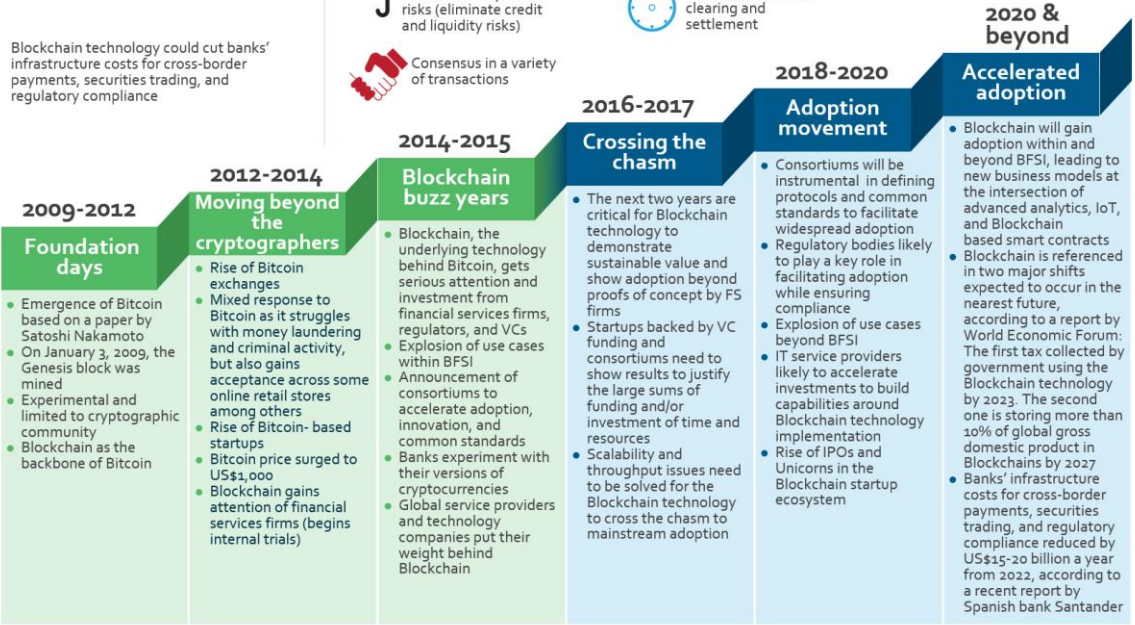 risks (eliminate credit
and liquidity risks)
clearing and
settlement
Blockchain technology could cut banks'
infrastructure costs for cross-border
payments, securities trading, and
regulatory compliance
Consensus in a variety
of transactions
2009-2012
Foundation
days
• Emergence of Bitcoin
based on a paper by
Satoshi Nakamoto
• On January 3, 2009, the
Genesis block was
mined
• Experimental and
limited to cryptographic
community
• Blockchain as the
backbone of Bitcoin
2012-2014
Moving beyond
the
cryptographers
• Rise of Bitcoin
exchanges
• Mixed response to
Bitcoin as it struggles
with money laundering
and criminal activity,
but also gains
acceptance across some
online retail stores
among others
• Rise of Bitcoin- based
startups
• Bitcoin price surged to
US$1,000
• Blockchain gains
attention of financial
services firms (begins
internal trials)
2014-2015
Blockchain
buzz years
• Blockchain, the
underlying technology
behind Bitcoin, gets
serious attention and
investment from
financial services firms,
regulators, and VCs
• Explosion of use cases
within BFSI
• Announcement of
consortiums to
accelerate adoption,
innovation, and
common standards
• Banks experiment with
their versions of
cryptocurrencies
• Global service providers
and technology
companies put their
weight behind
Blockchain
2016-2017
Crossing the
chasm
• The next two years are
critical for Blockchain
technology to
demonstrate
sustainable value and
show adoption beyond
proofs of concept by FS
firms
• Startups backed by VC
funding and
consortiums need to
show results to justify
the large sums of
funding and/or
investment of time and
resources
• Scalability and
throughput issues need
to be solved for the
Blockchain technology
to cross the chasm to
mainstream adoption
2018-2020
Adoption
movement
• Consortiums will be
instrumental in defining
protocols and common
standards to facilitate
widespread adoption
• Regulatory bodies likely
to play a key role in
facilitating adoption
while ensuring
compliance
• Explosion of use cases
beyond BFSI
• IT service providers
likely to accelerate
investments to build
capabilities around
Blockchain technology
implementation
• Rise of IPOs and
Unicorns in the
Blockchain startup
ecosystem
2020 &
beyond
Accelerated
adoption
• Blockchain will gain
adoption within and
beyond BFSI, leading to
new business models at
the intersection of
advanced analytics, IoT,
and Blockchain
based smart contracts
• Blockchain is referenced
in two major shifts
expected to occur in the
nearest future,
according to a report by
World Economic Forum:
The first tax collected by
government using the
Blockchain technology
by 2023. The second
one is storing more than
10% of global gross
domestic product in
Blockchains by 2027
• Banks' infrastructure
costs for cross-border
payments, securities
trading, and regulatory
compliance reduced by
US$15-20 billion a year
from 2022, according to
a recent report by
Spanish bank Santander